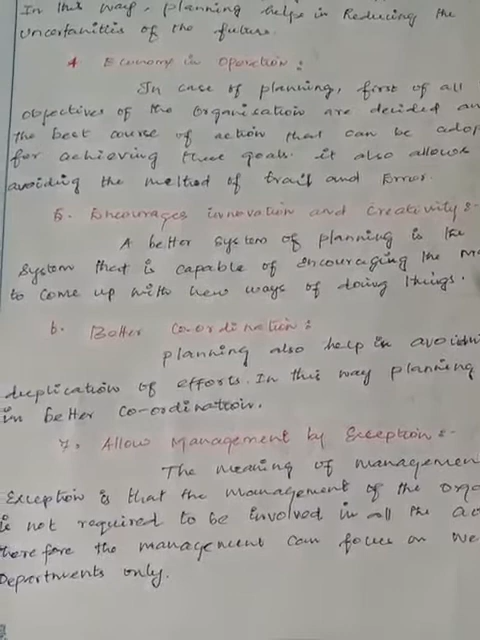 In this way, planning helps in Reducing the
uncertanities of the future.
4 Economy in Operation:
In case of planning, first of all
objectives of the Organisation are decided an
the best course of action that can be adop
for achieving these goals. it also allows
avoiding the method of trail and Error.
5. Encourages innovation and Creativity:-
A better System of planning is the
System that is capable of encouraging the ma
to come up with new ways of doing things.
6. Better Co-ordination:
planning also help in avoidin
duplication of efforts. In this way planning
in better co-ordination.
7. Allow Management by Exception:-
The meaning of managemen
Exception is that the management of the Orga
is not required to be involved in all the ac
therefore the management can focus on
Departments only.